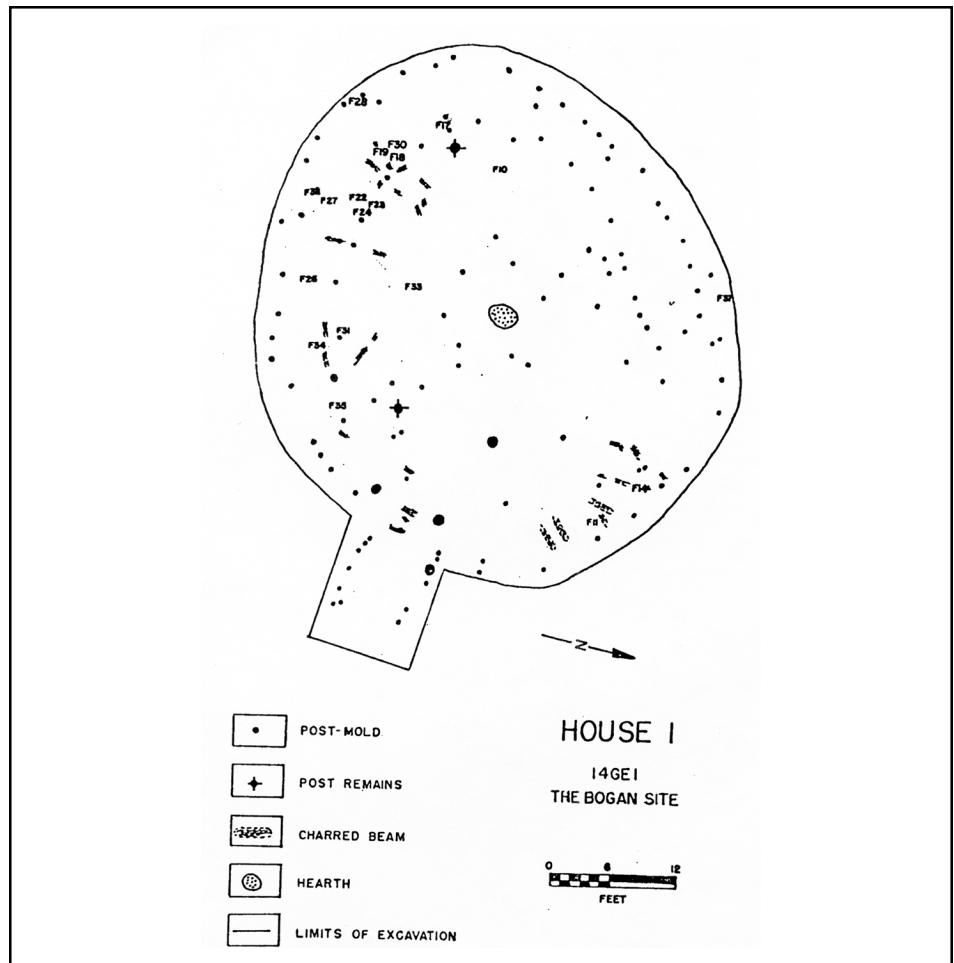 F28
F17
F30
F19
F18
F10
F22
F27
F23
F24
F26
F33
F37
F31
F34
F35
F14
F11
N
POST-MOLD
POST REMAINS
CHARRED BEAM
HEARTH
LIMITS OF EXCAVATION
HOUSE 1
14GE1
THE BOGAN SITE
0 6 12
FEET